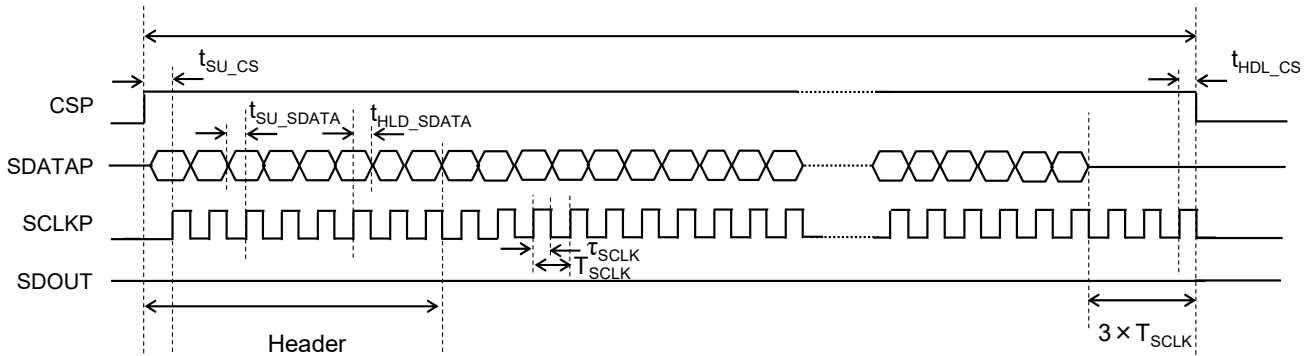 t_SU_CS
t_HDL_CS
CSP
t_SU_SDATA
t_HLD_SDATA
SDATAP
SCLKP
τ_SCLK
T_SCLK
SDOUT
Header
3 × T_SCLK